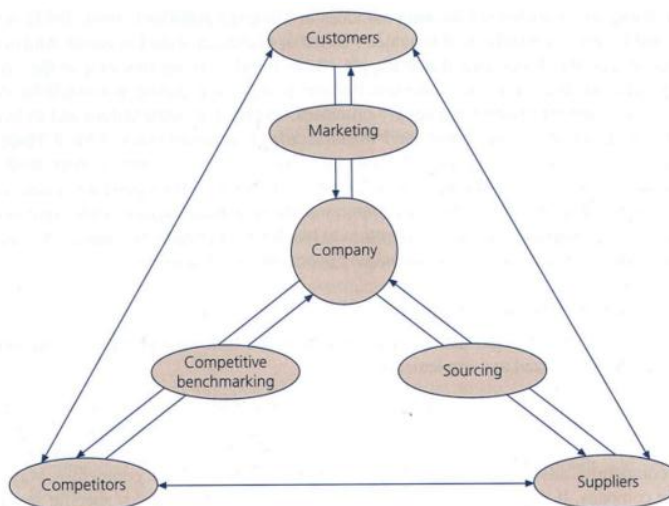 Customers
Marketing
Company
Competitive
benchmarking
Sourcing
Competitors
Suppliers